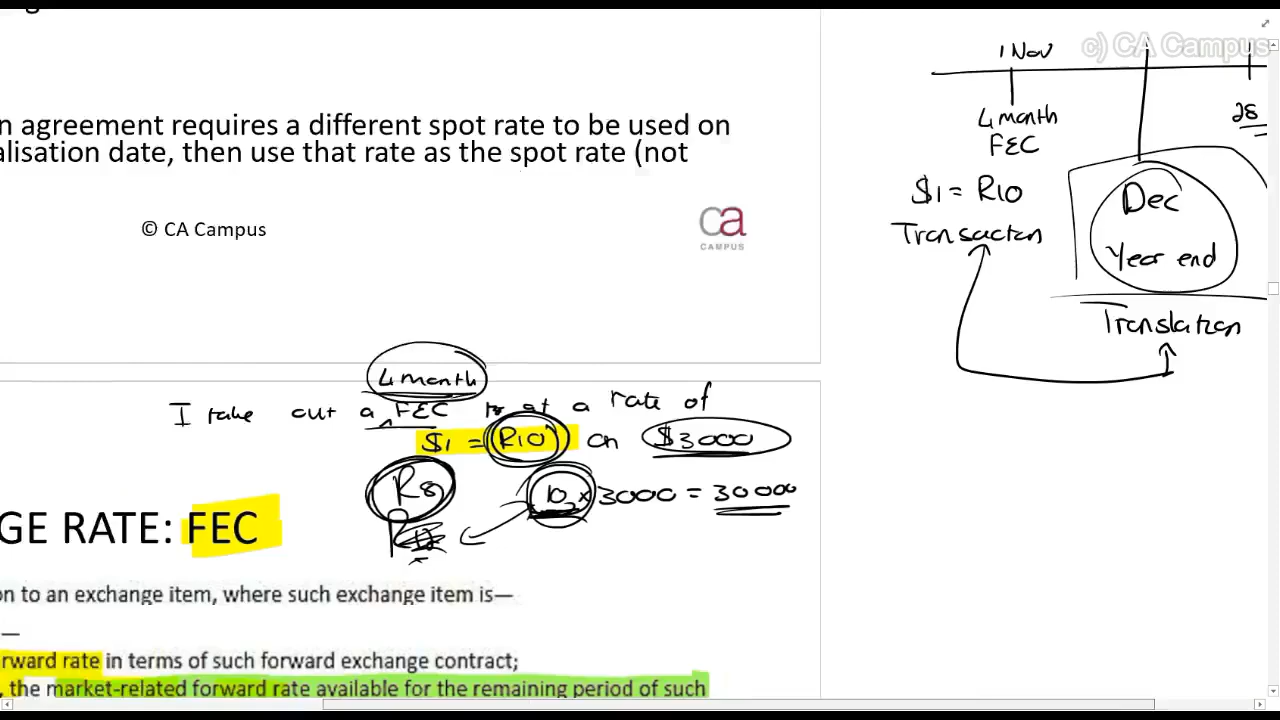 c) CA Campus
n agreement requires a different spot rate to be used on
alisation date, then use that rate as the spot rate (not
© CA Campus
ca
CAMPUS
1 Nov
4 month
FEC
28
$1 = R10
Transaction
Dec
Year end
Translation
4 month
I take out a FEC at a rate of
$1 = R10 on $3000
R8
10 × 3000 = 30 000
GE RATE: FEC
on to an exchange item, where such exchange item is—
—
rward rate in terms of such forward exchange contract;
, the market-related forward rate available for the remaining period of such